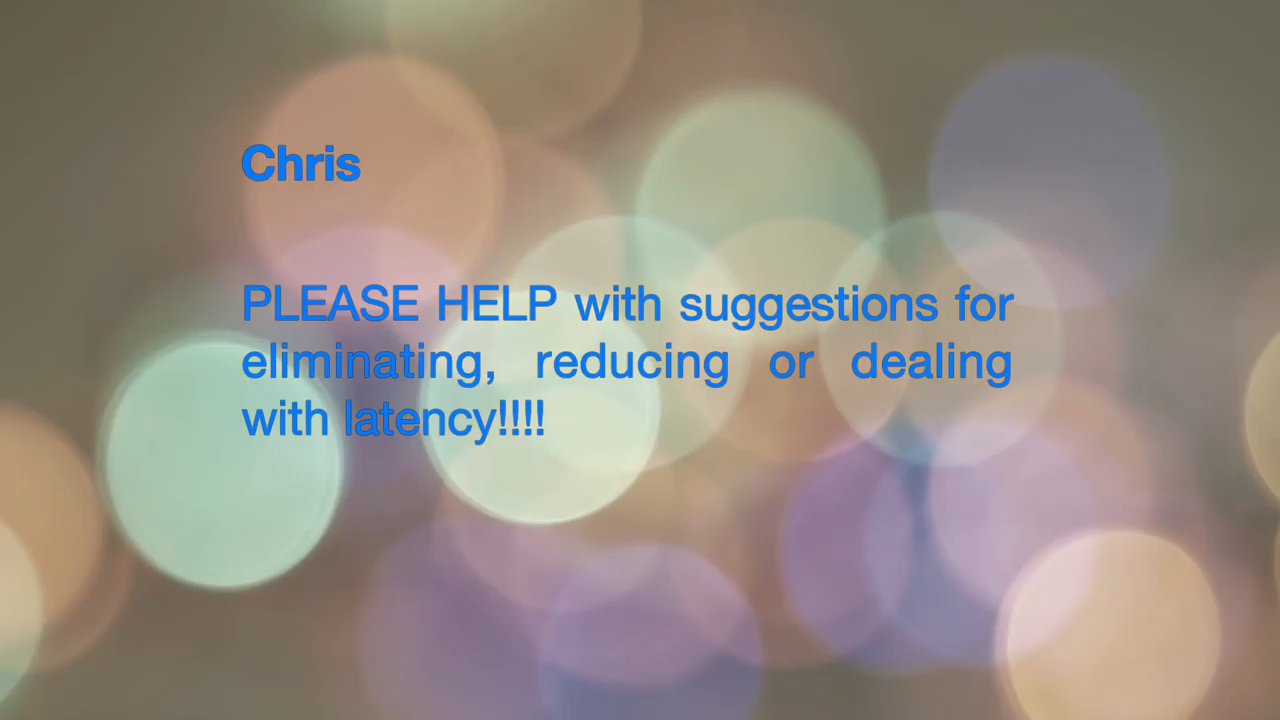 Chris
PLEASE HELP with suggestions for
eliminating, reducing or dealing
with latency!!!!